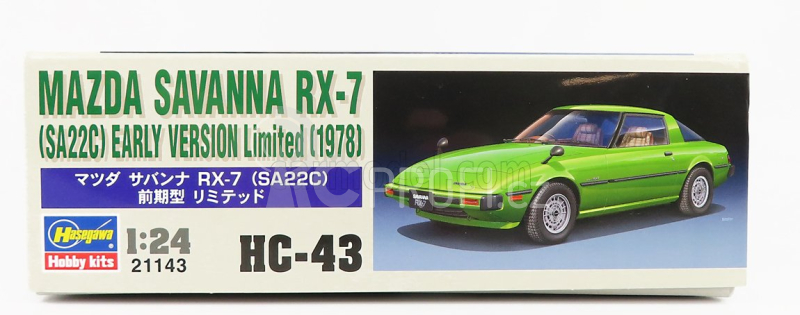 MAZDA SAVANNA RX-7
(SA22C) EARLY VERSION Limited (1978)
マツダ サバンナ RX-7 (SA22C)
前期型 リミテッド
Hasegawa
Hobby kits
1:24
21143
HC-43